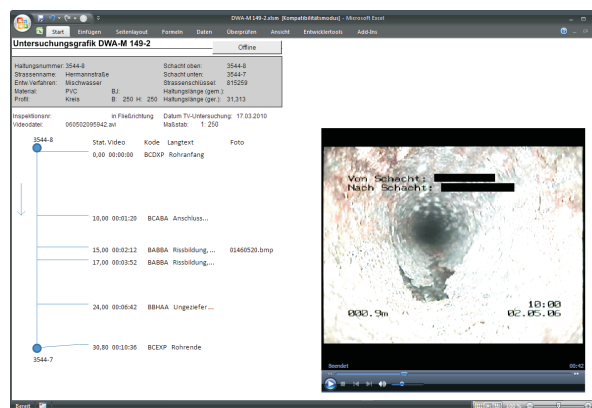 DWA-M 149-2.xlsm [Kompatibilitätsmodus] - Microsoft Excel
Start Einfügen Seitenlayout Formeln Daten Überprüfen Ansicht Entwicklertools Add-Ins
Untersuchungsgrafik DWA-M 149-2
Offline
Haltungsnummer: 3544-8 Schacht oben: 3544-8
Strassenname: Hermannstraße Schacht unten: 3544-7
Entw.Verfahren: Mischwasser Strassenschlüssel: 815259
Material: PVC BJ: Haltungslänge (gem.):
Profil: Kreis B: 250 H: 250 Haltungslänge (ger.): 31,313
Inspektionsnr: in Fließrichtung Datum TV-Untersuchung: 17.03.2010
Videodatei: 060502095942.avi Maßstab: 1: 250
3544-8
Stat. Video Kode Langtext Foto
0,00 00:00:00 BCDXP Rohranfang
10,00 00:01:20 BCABA Anschluss...
15,00 00:02:12 BABBA Rissbildung,... 01460520.bmp
17,00 00:03:52 BABBA Rissbildung,...
24,00 00:06:42 BBHAA Ungeziefer...
30,80 00:10:36 BCEXP Rohrende
3544-7
Von Schacht:
Nach Schacht:
10:00
000.9m 02.05.06
Beendet 00:42
Bereit